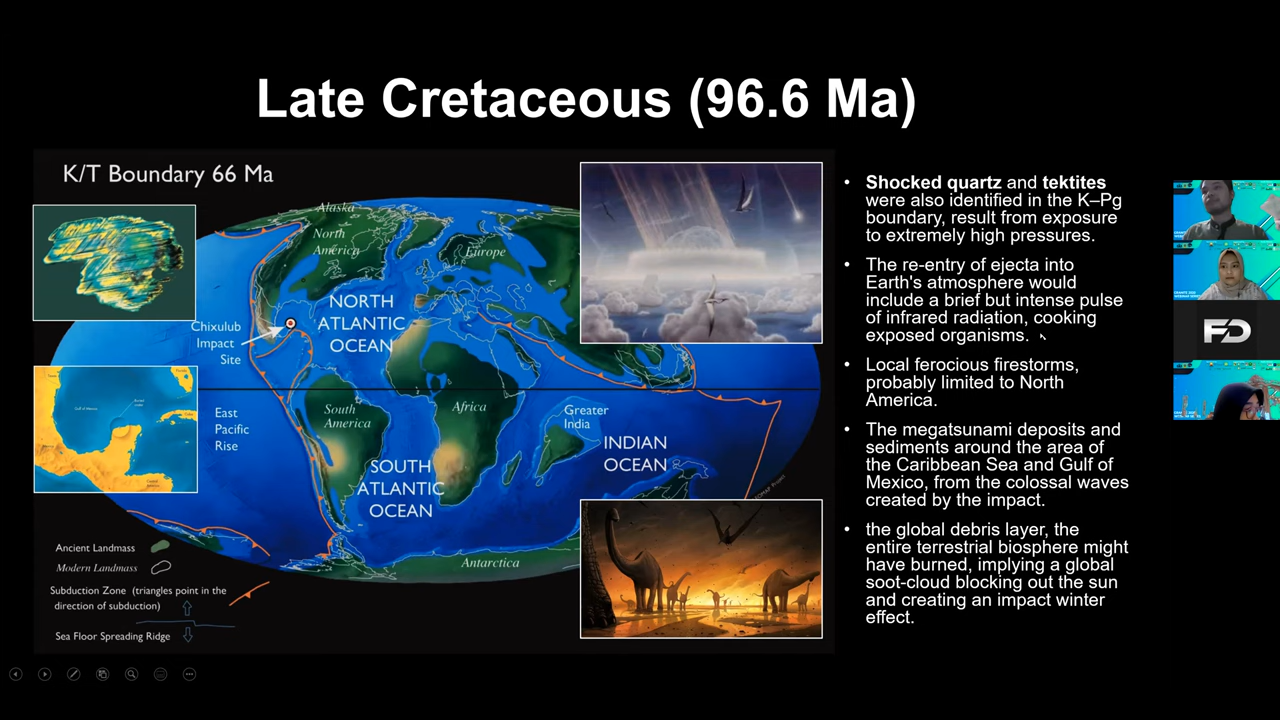 Late Cretaceous (96.6 Ma)
K/T Boundary 66 Ma
Alaska
North
America
Europe
NORTH
ATLANTIC
OCEAN
Chixulub
Impact
Site
East
Pacific
Rise
South
America
Africa
Greater
India
INDIAN
OCEAN
SOUTH
ATLANTIC
OCEAN
Antarctica
Gulf of Mexico
Ancient Landmass
Modern Landmass
Subduction Zone (triangles point in the
direction of subduction)
Sea Floor Spreading Ridge
• Shocked quartz and tektites
were also identified in the K–Pg
boundary, result from exposure
to extremely high pressures.
• The re-entry of ejecta into
Earth's atmosphere would
include a brief but intense pulse
of infrared radiation, cooking
exposed organisms.
• Local ferocious firestorms,
probably limited to North
America.
• The megatsunami deposits and
sediments around the area of
the Caribbean Sea and Gulf of
Mexico, from the colossal waves
created by the impact.
• the global debris layer, the
entire terrestrial biosphere might
have burned, implying a global
soot-cloud blocking out the sun
and creating an impact winter
effect.
FD